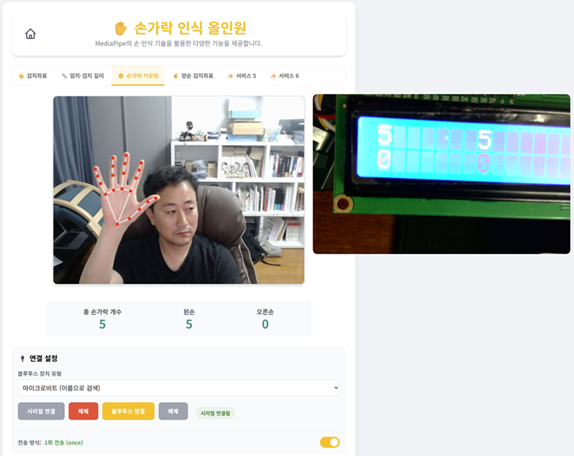 손가락 인식 올인원
MediaPipe의 손 인식 기술을 활용한 다양한 기능을 제공합니다.
검지좌표
엄지·검지 길이
손가락 카운팅
양손 검지좌표
서비스 5
서비스 6
5 5
0 0
총 손가락 개수 왼손 오른손
5 5 0
연결 설정
블루투스 장치 유형
마이크로비트 (이름으로 검색)
시리얼 연결
해제
블루투스 연결
해제
시리얼 연결됨
전송 방식: 1회 전송 (once)